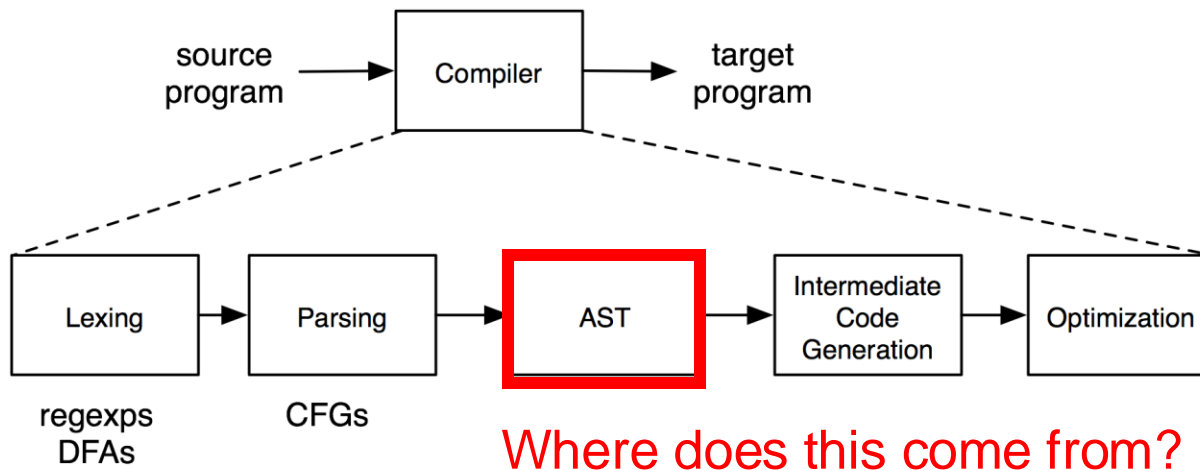 source
program
Compiler
target
program
Lexing
Parsing
AST
Intermediate
Code
Generation
Optimization
regexps
DFAs
CFGs
Where does this come from?